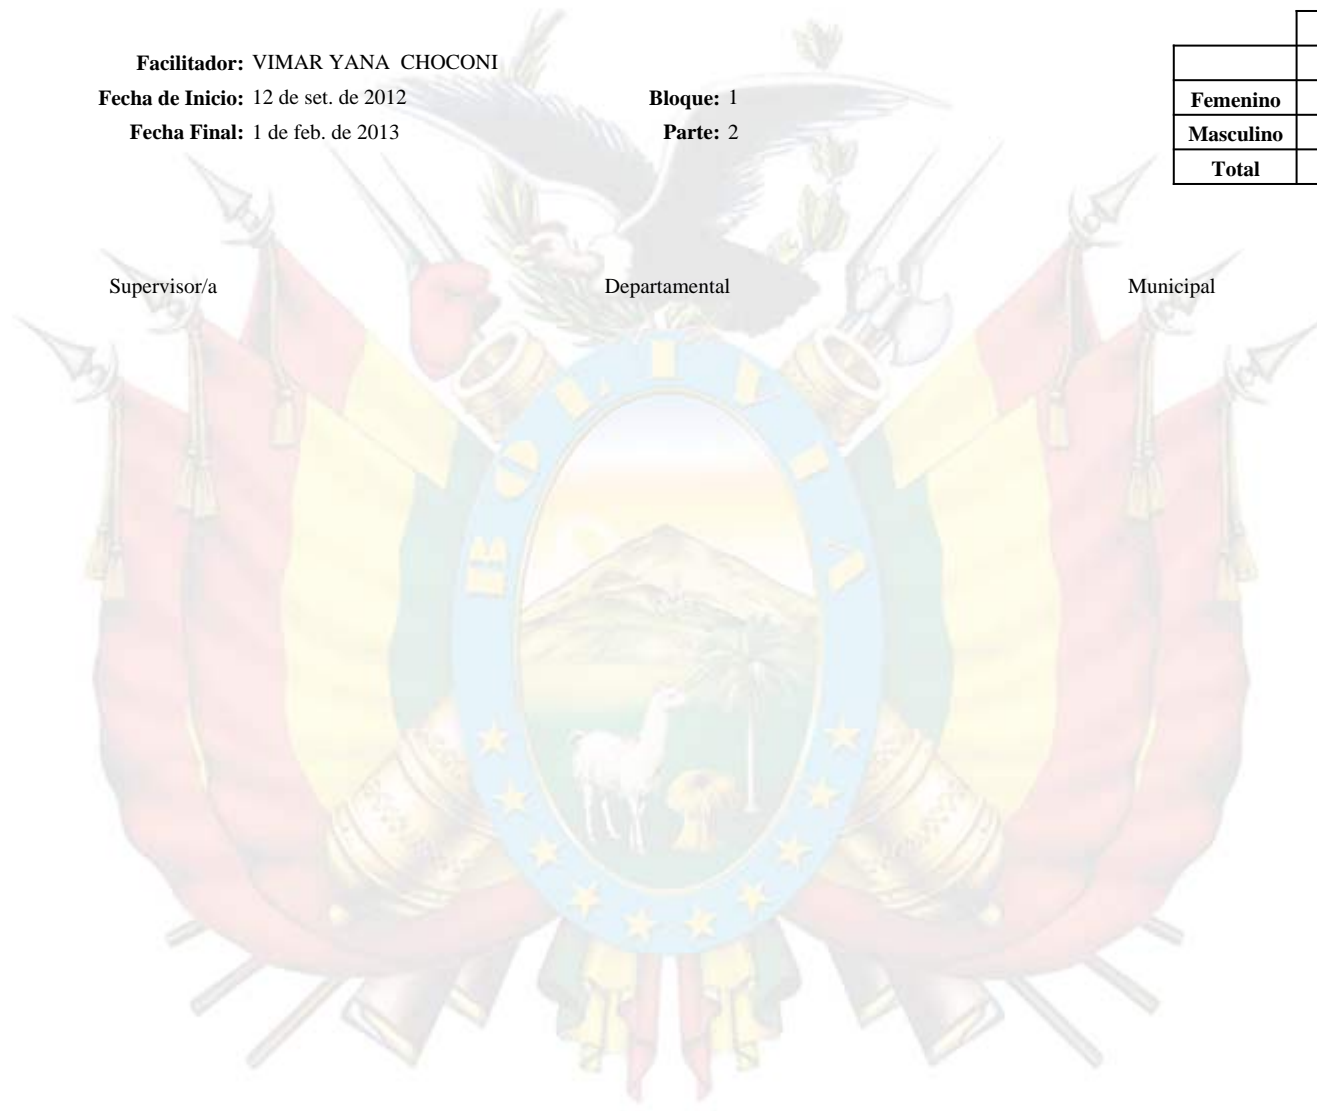 Facilitador: VIMAR YANA CHOCONI
Fecha de Inicio: 12 de set. de 2012 Bloque: 1
Fecha Final: 1 de feb. de 2013 Parte: 2
Femenino
Masculino
Total
Supervisor/a Departamental Municipal
BOLIVIA